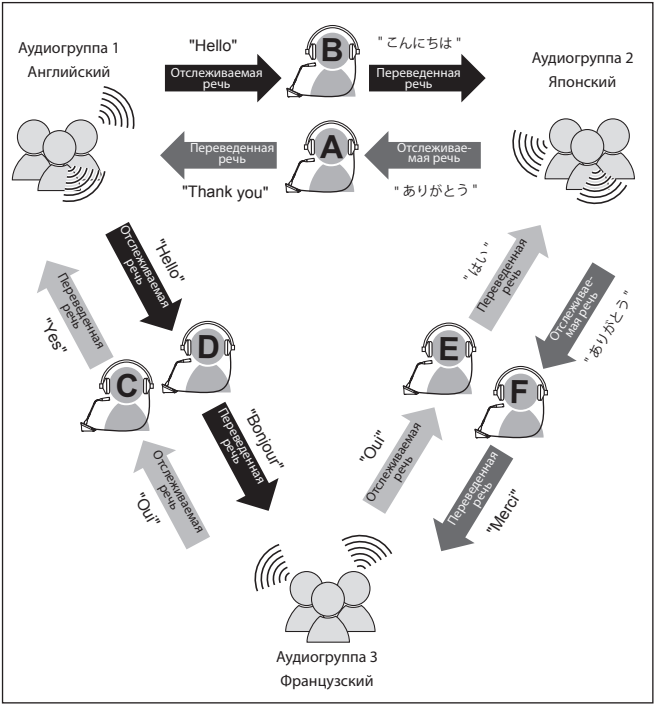 Аудиогруппа 1
Английский
"Hello"
Отслеживаемая
речь
B
" こんにちは "
Переведенная
речь
Аудиогруппа 2
Японский
Переведенная
речь
"Thank you"
A
Отслеживае-
мая речь
" ありがとう "
"Hello"
Отслеживаемая
речь
Переведенная
речь
"Yes"
D
C
"Bonjour"
Переведенная
речь
Отслеживаемая
речь
"Oui"
" はい "
Переведенная
речь
Отслеживае-
мая речь
" ありがとう "
E
F
"Oui"
Отслеживаемая
речь
Переведенная
речь
"Merci"
Аудиогруппа 3
Французский